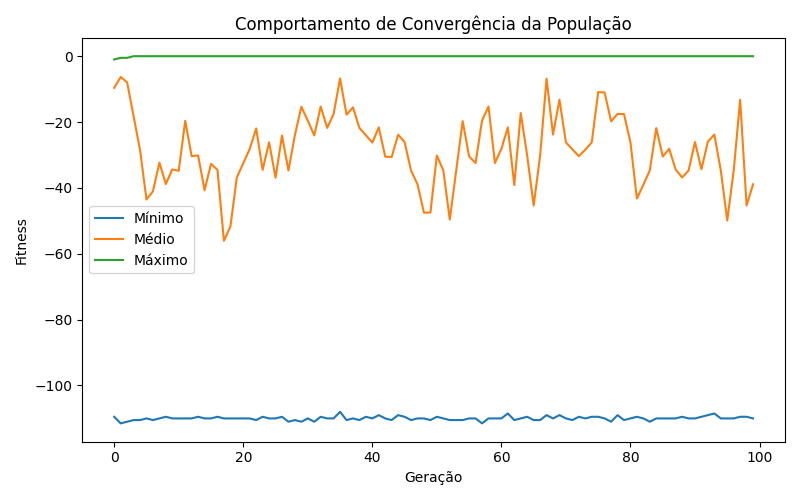 Comportamento de Convergência da População
0
−20
−40
−60
−80
−100
Fitness
Mínimo
Médio
Máximo
0 20 40 60 80 100
Geração